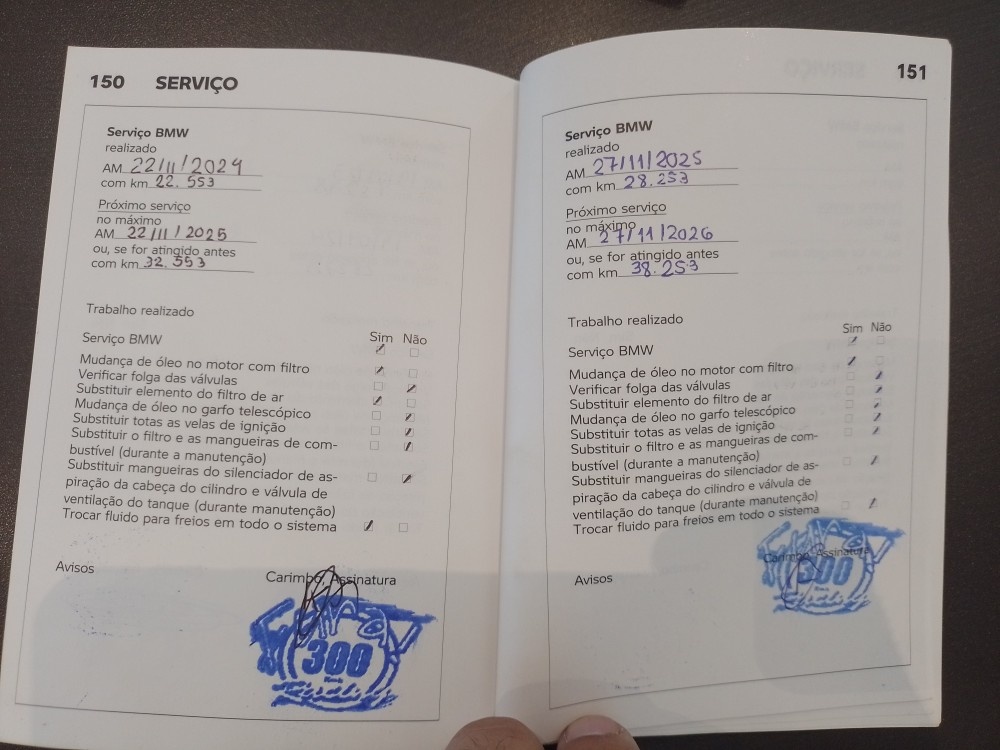 150 SERVIÇO
Serviço BMW
realizado
AM 22/11/2024
com km 22.553
Próximo serviço
no máximo
AM 22/11/2025
ou, se for atingido antes
com km 32.553
Trabalho realizado
Sim Não
Serviço BMW
Mudança de óleo no motor com filtro
Verificar folga das válvulas
Substituir elemento do filtro de ar
Mudança de óleo no garfo telescópico
Substituir totas as velas de ignição
Substituir o filtro e as mangueiras de com-
bustível (durante a manutenção)
Substituir mangueiras do silenciador de as-
piração da cabeça do cilindro e válvula de
ventilação do tanque (durante manutenção)
Trocar fluido para freios em todo o sistema
Avisos
Carimbo, Assinatura
300
151
Serviço BMW
realizado
AM 27/11/2025
com km 28.253
Próximo serviço
no máximo
AM 27/11/2026
ou, se for atingido antes
com km 38.253
Trabalho realizado
Sim Não
Serviço BMW
Mudança de óleo no motor com filtro
Verificar folga das válvulas
Substituir elemento do filtro de ar
Mudança de óleo no garfo telescópico
Substituir totas as velas de ignição
Substituir o filtro e as mangueiras de com-
bustível (durante a manutenção)
Substituir mangueiras do silenciador de as-
piração da cabeça do cilindro e válvula de
ventilação do tanque (durante manutenção)
Trocar fluido para freios em todo o sistema
Avisos
Carimbo, Assinatura
300